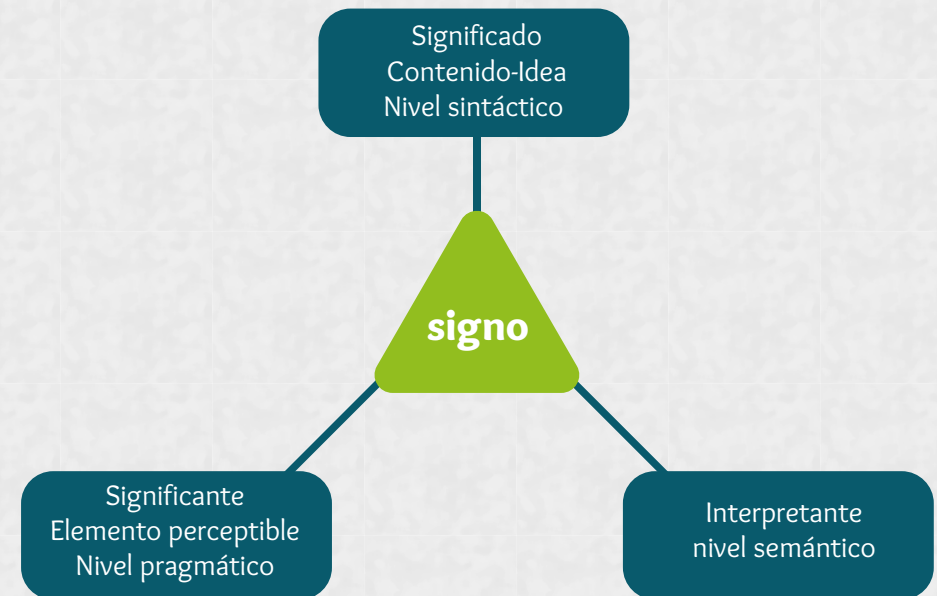 Significado
Contenido-Idea
Nivel sintáctico
signo
Significante
Elemento perceptible
Nivel pragmático
Interpretante
nivel semántico